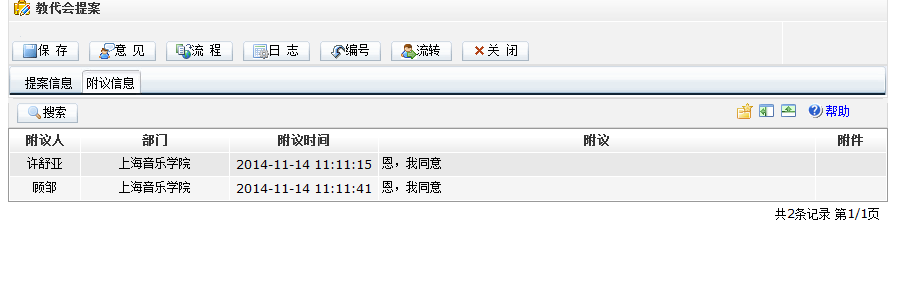 教代会提案
保 存 意 见 流 程 日 志 编号 流转 关 闭
提案信息 附议信息
搜索 帮助
附议人 部门 附议时间 附议 附件
许舒亚 上海音乐学院 2014-11-14 11:11:15 恩，我同意
顾邹 上海音乐学院 2014-11-14 11:11:41 恩，我同意
共2条记录 第1/1页